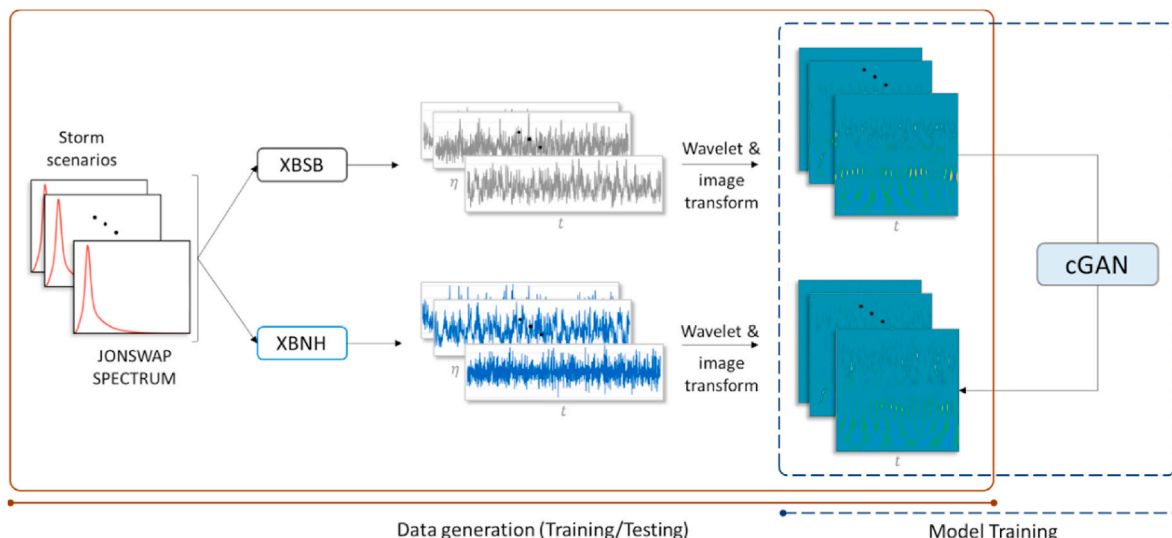 Storm
scenarios
JONSWAP
SPECTRUM
XBSB
η
t
Wavelet &
image
transform
t
XBNH
η
t
Wavelet &
image
transform
t
cGAN
Data generation (Training/Testing)
Model Training